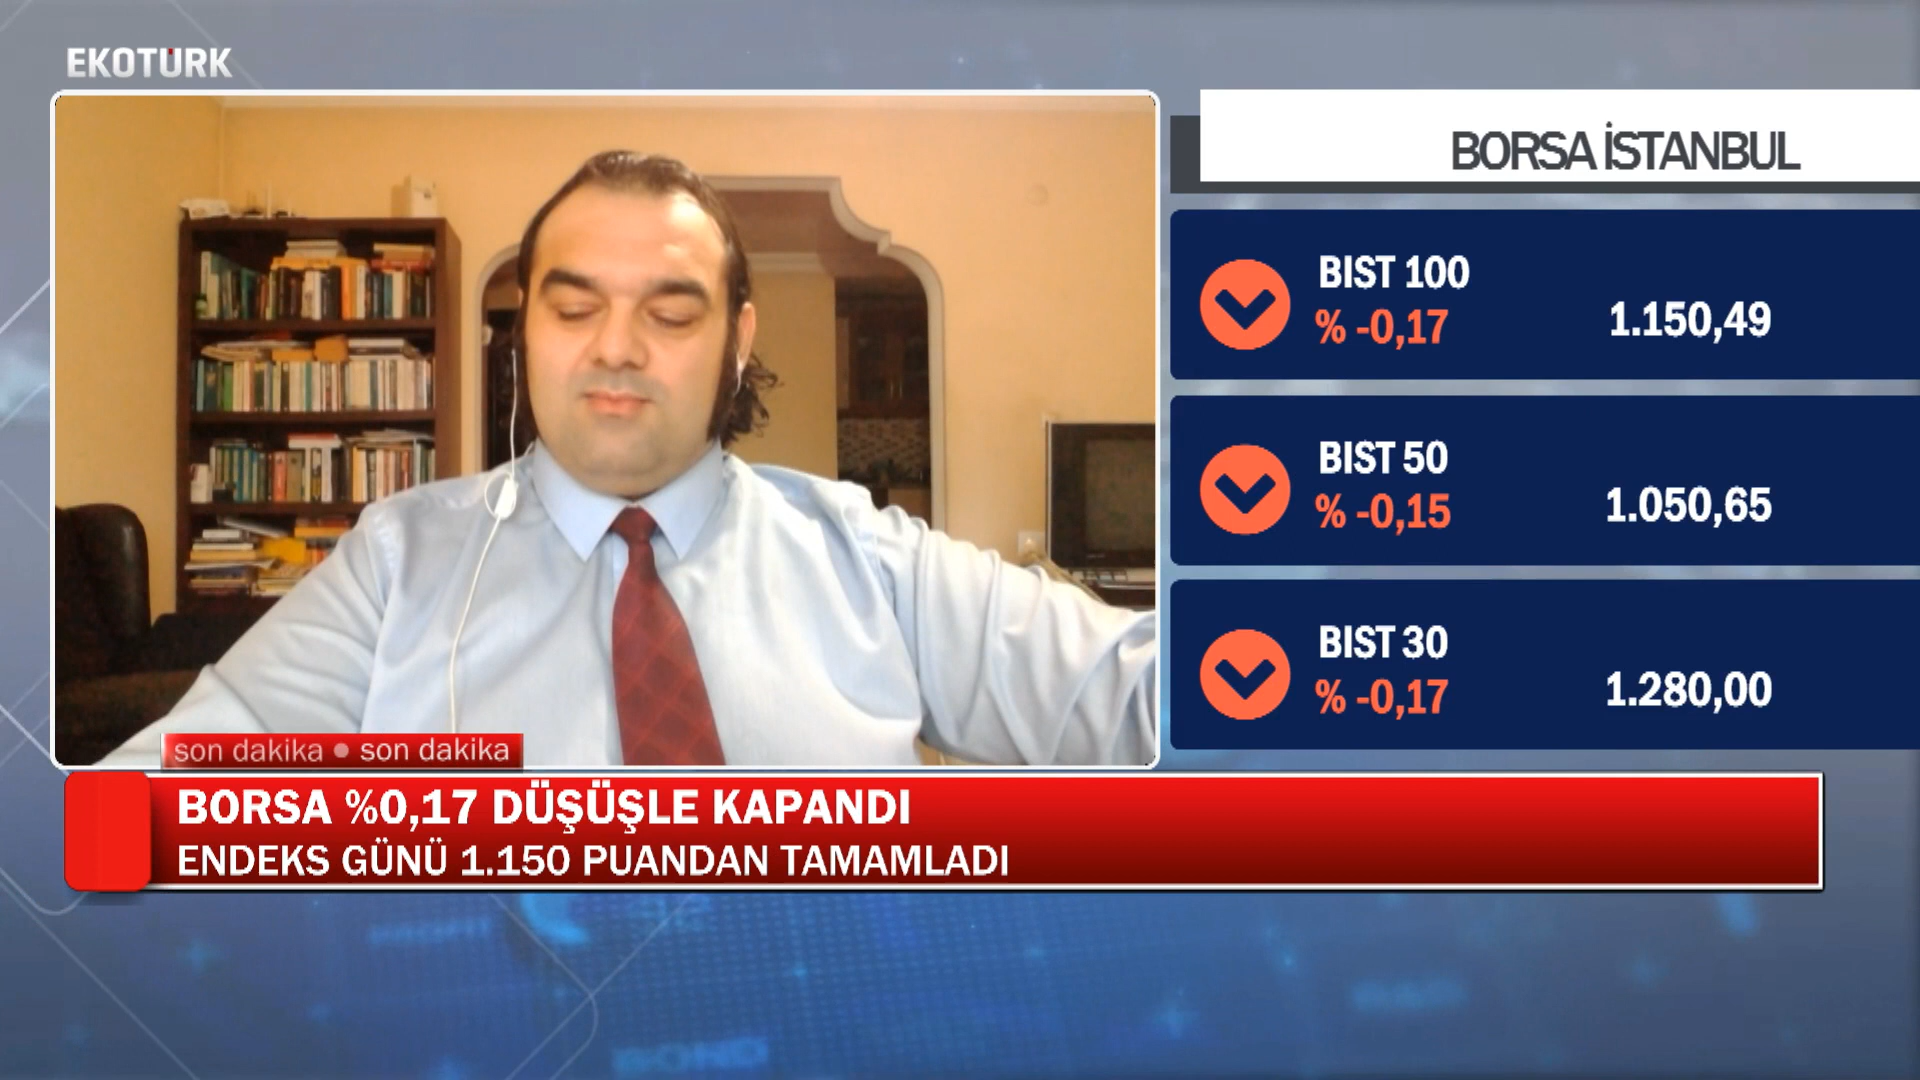 EKOTÜRK
BORSA İSTANBUL
BIST 100
% -0,17
1.150,49
BIST 50
% -0,15
1.050,65
BIST 30
% -0,17
1.280,00
son dakika • son dakika
BORSA %0,17 DÜŞÜŞLE KAPANDI
ENDEKS GÜNÜ 1.150 PUANDAN TAMAMLADI
BOND